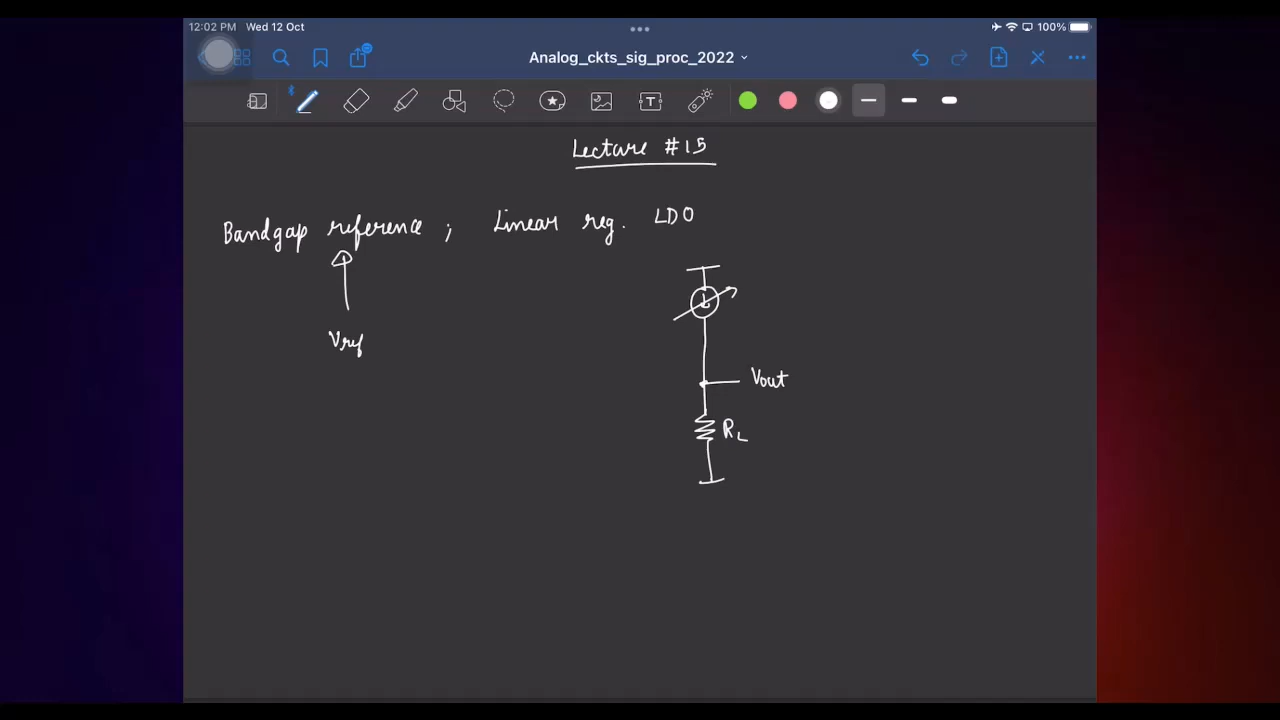 12:02 PM Wed 12 Oct
100%
Analog_ckts_sig_proc_2022
T
Lecture #15
Bandgap reference ; Linear reg. LDO
Vref
Vout
RL